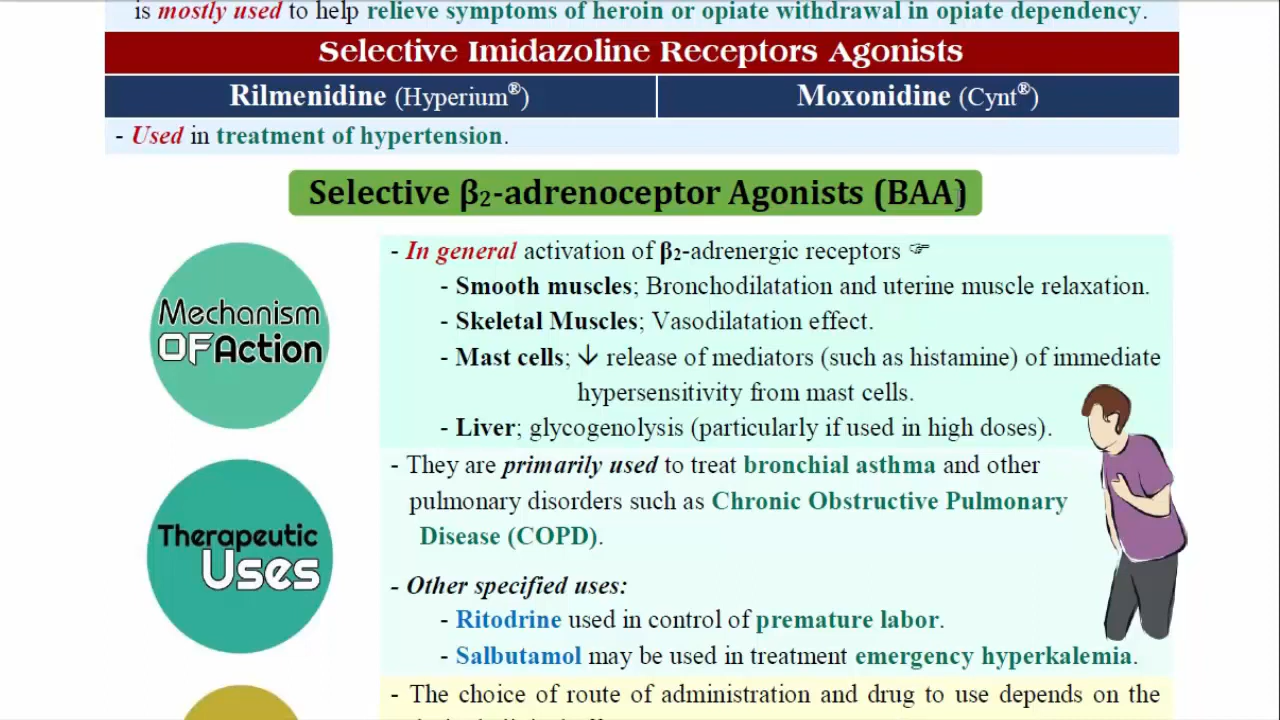 is mostly used to help relieve symptoms of heroin or opiate withdrawal in opiate dependency.
Selective Imidazoline Receptors Agonists
Rilmenidine (Hyperium®)
Moxonidine (Cynt®)
- Used in treatment of hypertension.
Selective β₂-adrenoceptor Agonists (BAA)
Mechanism
OF Action
- In general activation of β₂-adrenergic receptors ☞
- Smooth muscles; Bronchodilatation and uterine muscle relaxation.
- Skeletal Muscles; Vasodilatation effect.
- Mast cells; ↓ release of mediators (such as histamine) of immediate
hypersensitivity from mast cells.
- Liver; glycogenolysis (particularly if used in high doses).
Therapeutic
Uses
- They are primarily used to treat bronchial asthma and other
pulmonary disorders such as Chronic Obstructive Pulmonary
Disease (COPD).
- Other specified uses:
- Ritodrine used in control of premature labor.
- Salbutamol may be used in treatment emergency hyperkalemia.
- The choice of route of administration and drug to use depends on the